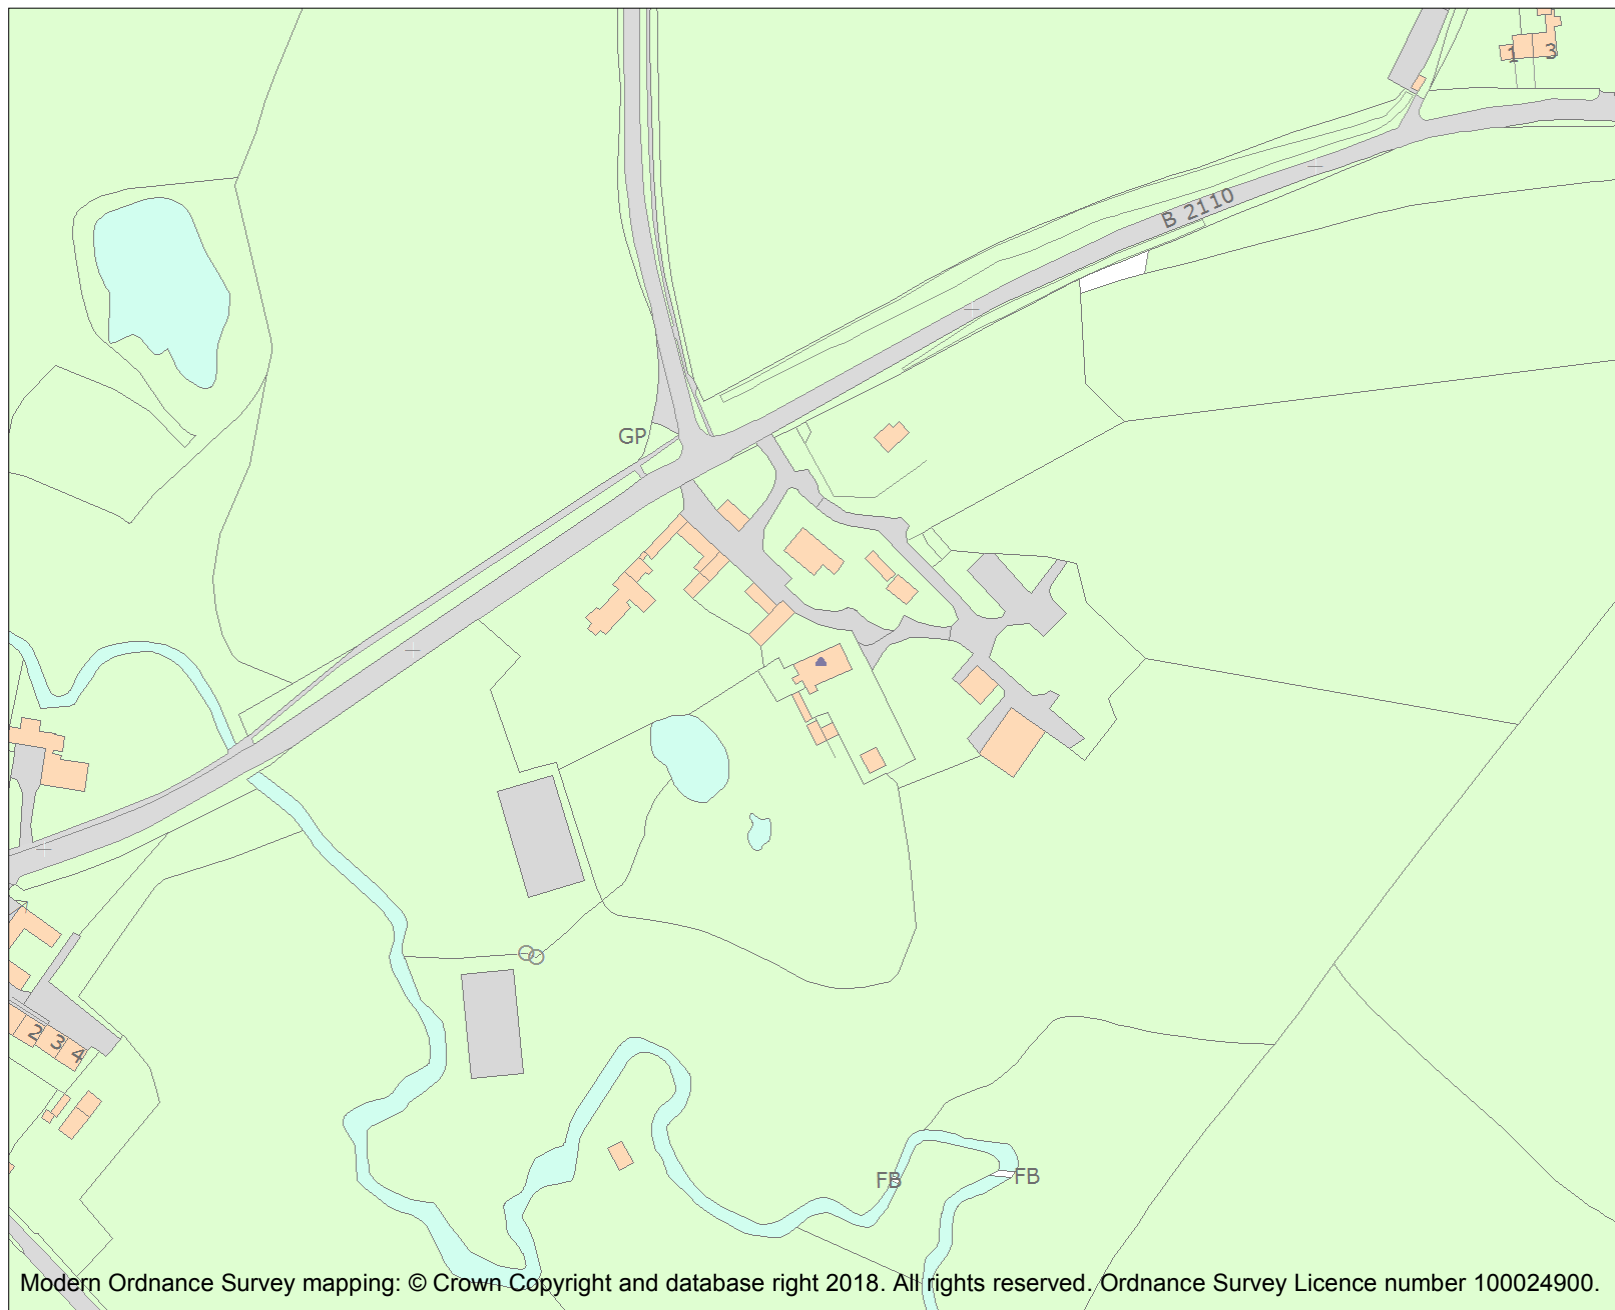 1 3
B 2110
GP
2
3
4
FB
FB
Modern Ordnance Survey mapping: © Crown Copyright and database right 2018. All rights reserved. Ordnance Survey Licence number 100024900.